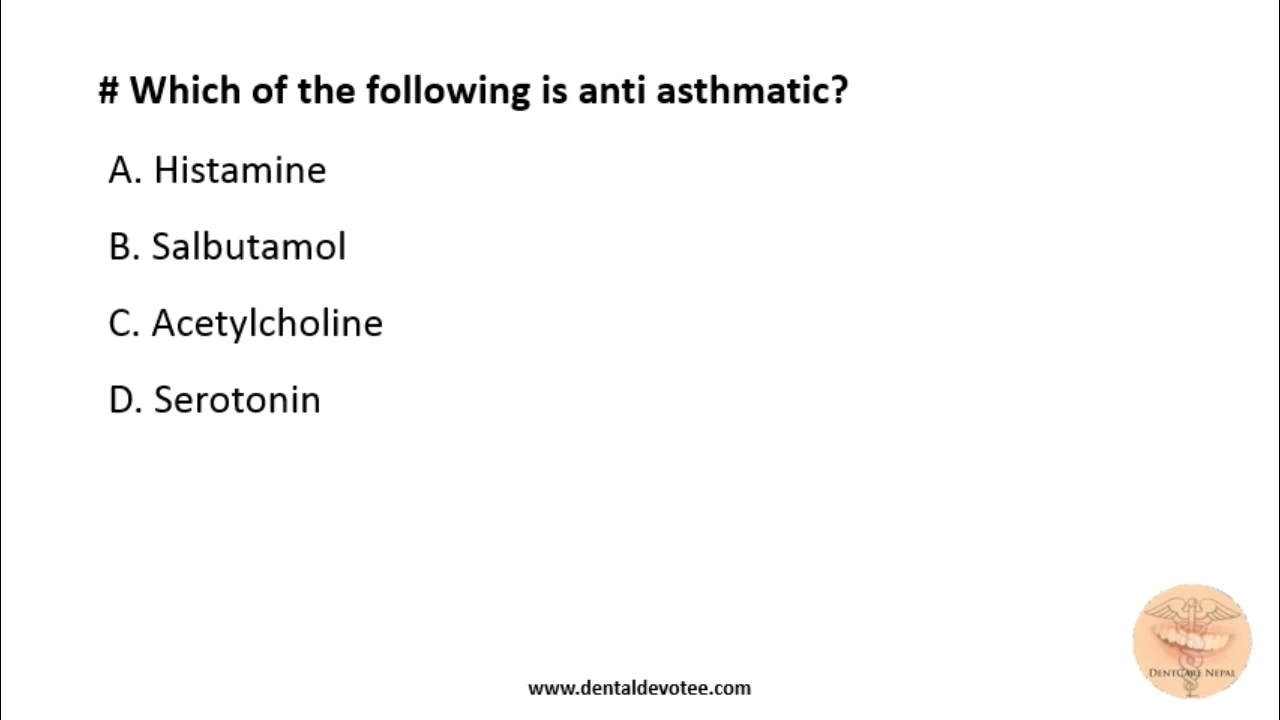 # Which of the following is anti asthmatic?
A. Histamine
B. Salbutamol
C. Acetylcholine
D. Serotonin
DENTCARE NEPAL
www.dentaldevotee.com